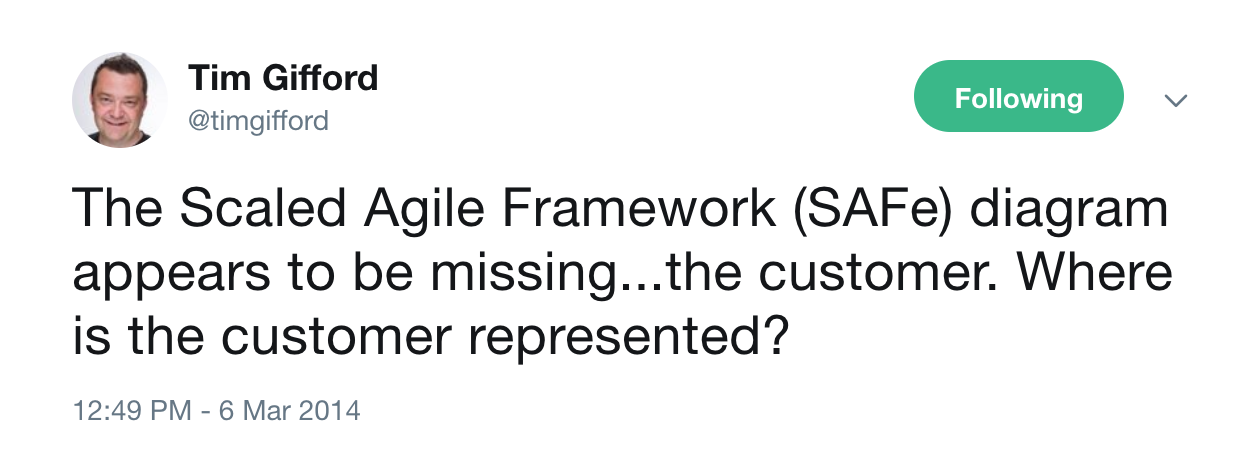 Tim Gifford
@timgifford
Following
The Scaled Agile Framework (SAFe) diagram
appears to be missing...the customer. Where
is the customer represented?
12:49 PM - 6 Mar 2014